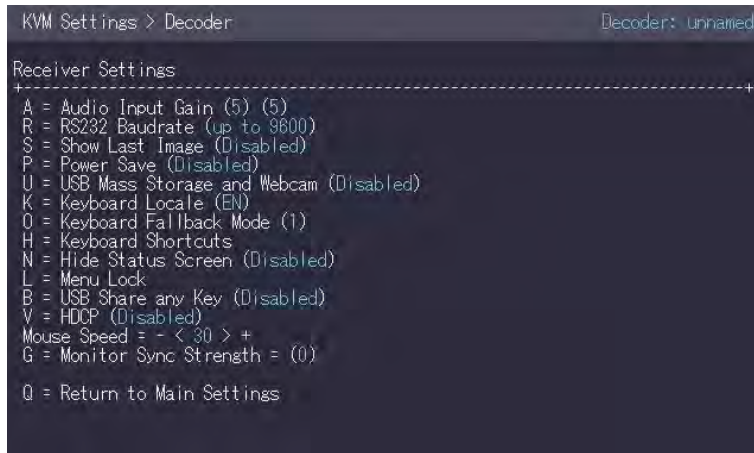 KVM Settings > Decoder Decoder: unnamed
Receiver Settings
A = Audio Input Gain (5) (5)
R = RS232 Baudrate (up to 9600)
S = Show Last Image (Disabled)
P = Power Save (Disabled)
U = USB Mass Storage and Webcam (Disabled)
K = Keyboard Locale (EN)
O = Keyboard Fallback Mode (1)
H = Keyboard Shortcuts
N = Hide Status Screen (Disabled)
L = Menu Lock
B = USB Share any Key (Disabled)
V = HDCP (Disabled)
Mouse Speed = - < 30 > +
G = Monitor Sync Strength = (0)
Q = Return to Main Settings